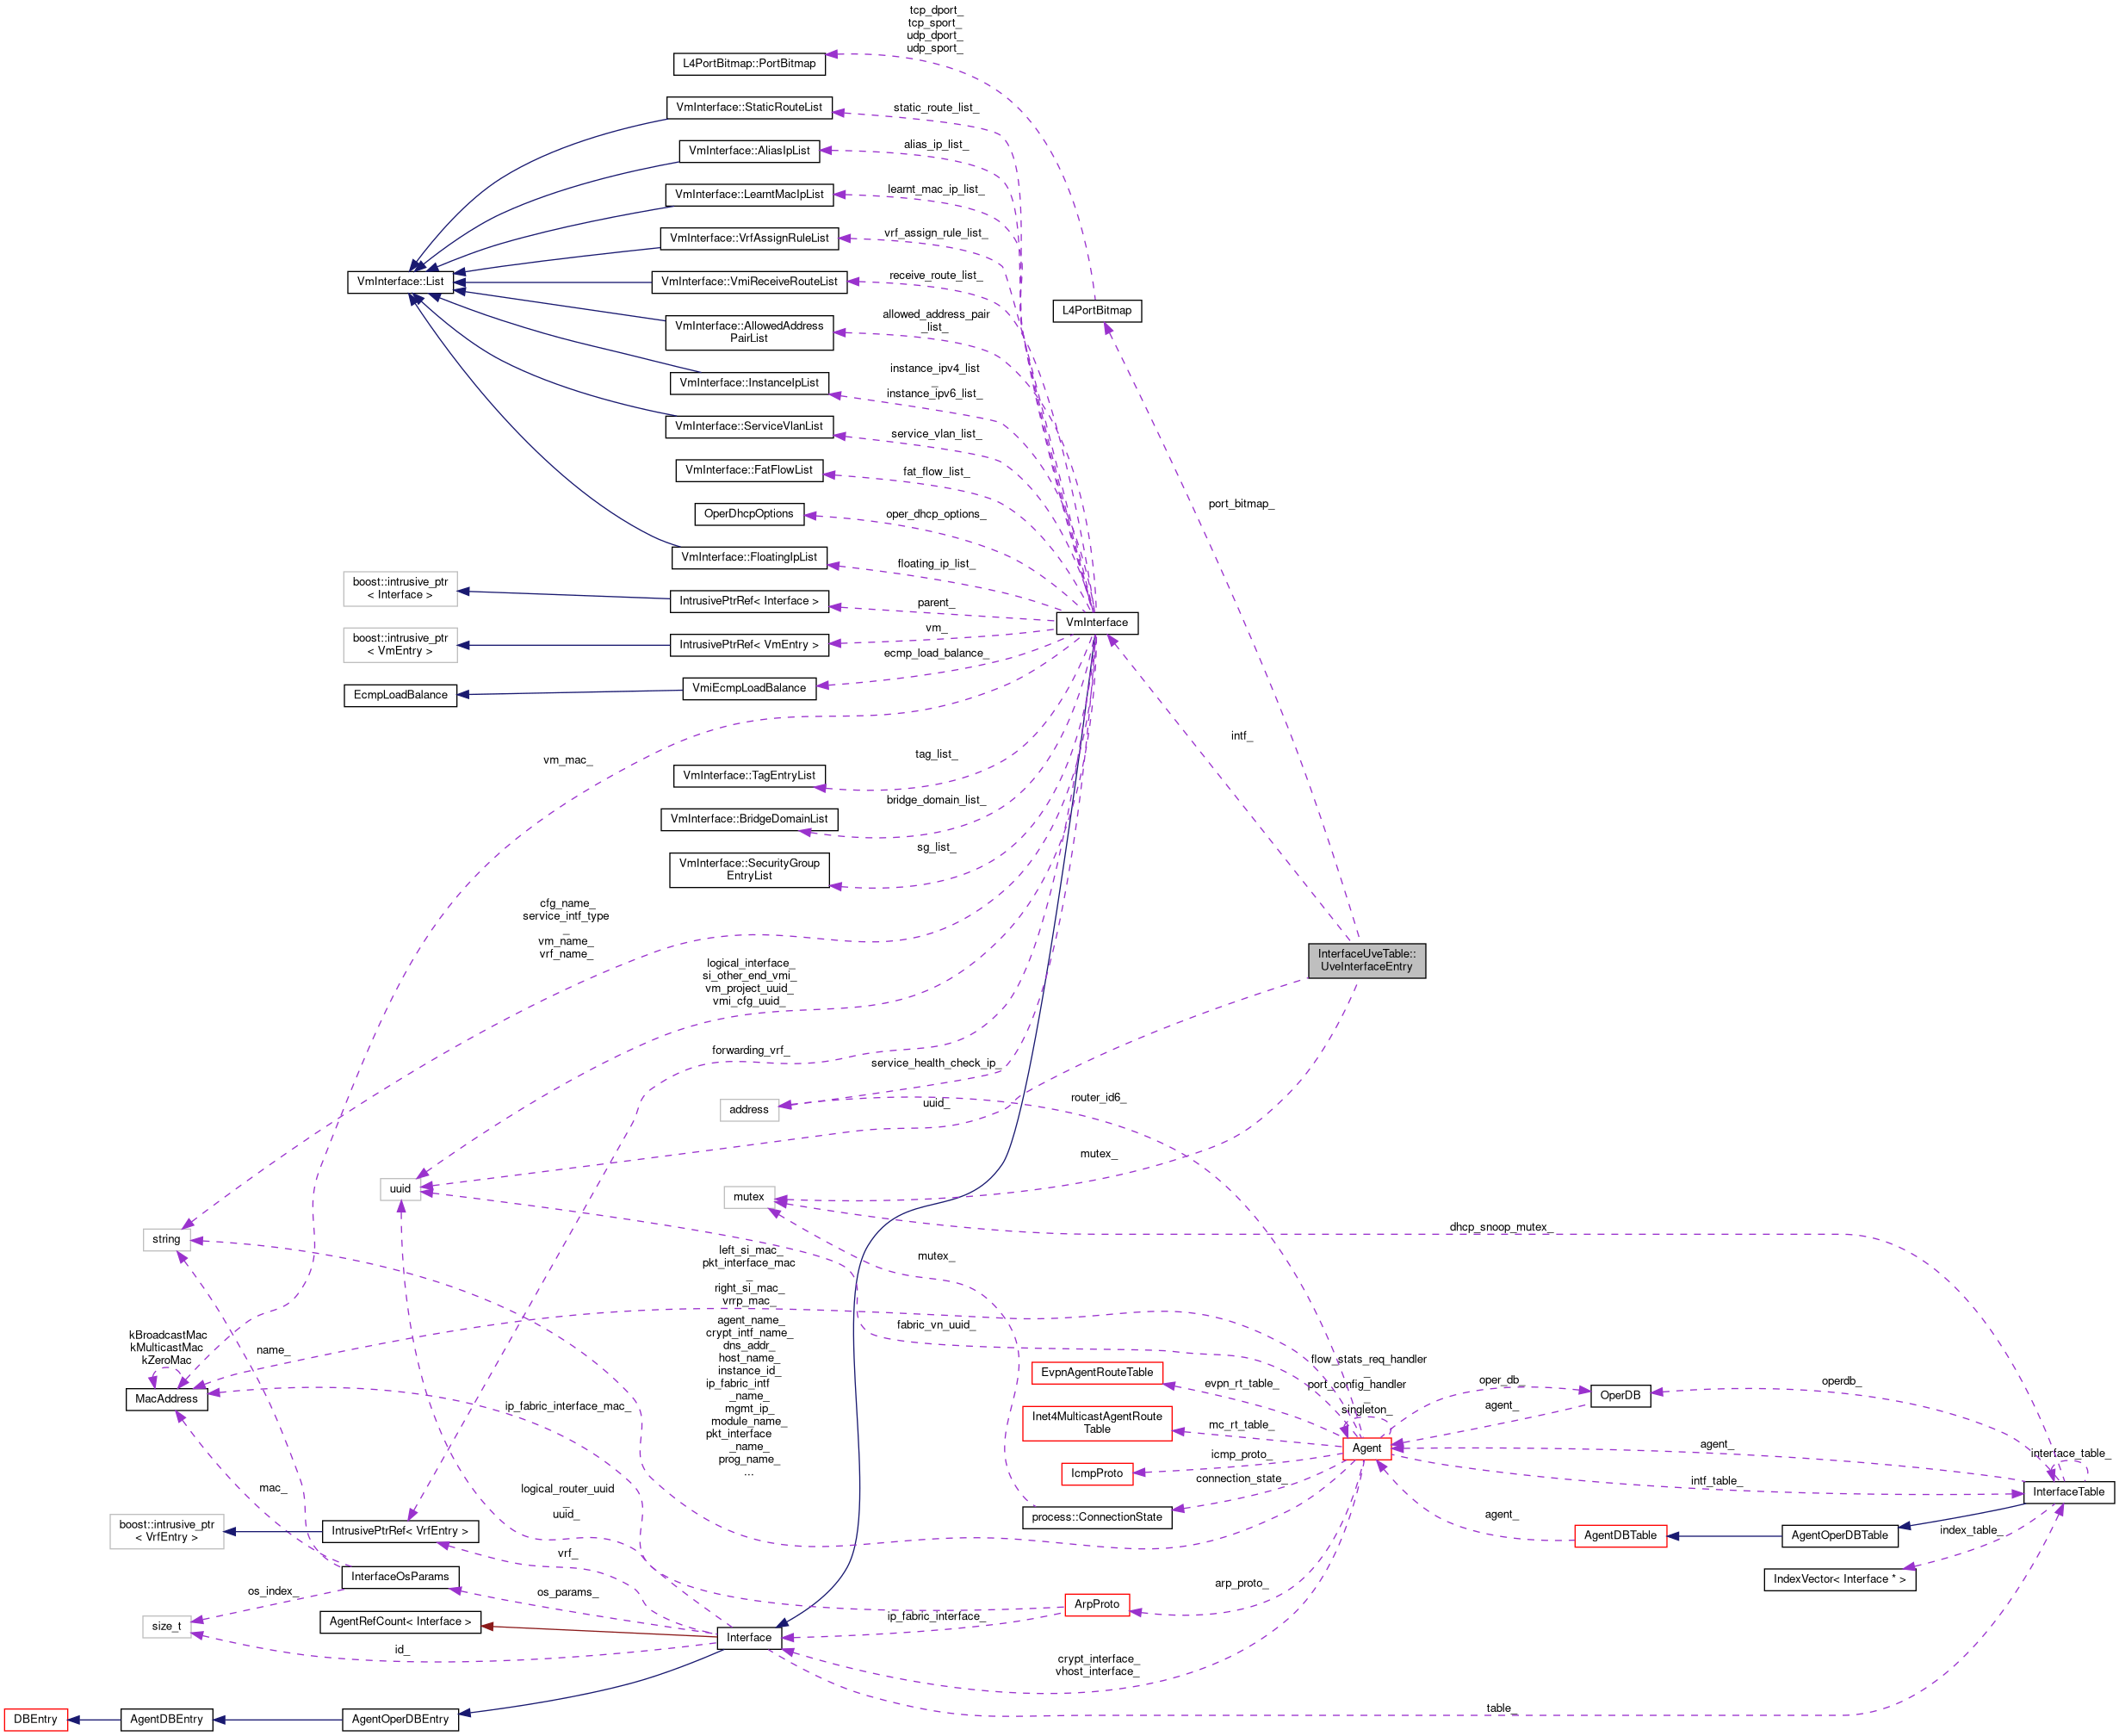 tcp_dport_
tcp_sport_
udp_dport_
udp_sport_
L4PortBitmap::PortBitmap
VmInterface::StaticRouteList
static_route_list_
VmInterface::AliasIpList
alias_ip_list_
VmInterface::LearntMacIpList
learnt_mac_ip_list_
VmInterface::VrfAssignRuleList
vrf_assign_rule_list_
VmInterface::List
VmInterface::VmiReceiveRouteList
receive_route_list_
L4PortBitmap
VmInterface::AllowedAddress
PairList
allowed_address_pair
_list_
VmInterface::InstanceIpList
instance_ipv4_list
_
instance_ipv6_list_
VmInterface::ServiceVlanList
service_vlan_list_
VmInterface::FatFlowList
fat_flow_list_
port_bitmap_
OperDhcpOptions
oper_dhcp_options_
VmInterface::FloatingIpList
floating_ip_list_
boost::intrusive_ptr
< Interface >
IntrusivePtrRef< Interface >
parent_
VmInterface
boost::intrusive_ptr
< VmEntry >
IntrusivePtrRef< VmEntry >
vm_
ecmp_load_balance_
EcmpLoadBalance
VmiEcmpLoadBalance
intf_
vm_mac_
tag_list_
VmInterface::TagEntryList
bridge_domain_list_
VmInterface::BridgeDomainList
sg_list_
VmInterface::SecurityGroup
EntryList
cfg_name_
service_intf_type
_
vm_name_
vrf_name_
InterfaceUveTable::
UveInterfaceEntry
logical_interface_
si_other_end_vmi_
vm_project_uuid_
vmi_cfg_uuid_
forwarding_vrf_
service_health_check_ip_
address
uuid_
router_id6_
mutex_
uuid
mutex
string
dhcp_snoop_mutex_
mutex_
left_si_mac_
pkt_interface_mac
_
right_si_mac_
vrrp_mac_
fabric_vn_uuid_
kBroadcastMac
kMulticastMac
kZeroMac
name_
MacAddress
agent_name_
crypt_intf_name_
dns_addr_
host_name_
instance_id_
ip_fabric_intf
_name_
mgmt_ip_
module_name_
pkt_interface
_name_
prog_name_
...
ip_fabric_interface_mac_
EvpnAgentRouteTable
evpn_rt_table_
flow_stats_req_handler
_
port_config_handler
_
singleton_
oper_db_
OperDB
operdb_
agent_
Inet4MulticastAgentRoute
Table
mc_rt_table_
Agent
agent_
interface_table_
IcmpProto
icmp_proto_
connection_state_
intf_table_
InterfaceTable
mac_
logical_router_uuid
_
uuid_
process::ConnectionState
agent_
AgentDBTable
AgentOperDBTable
index_table_
boost::intrusive_ptr
< VrfEntry >
IntrusivePtrRef< VrfEntry >
vrf_
InterfaceOsParams
IndexVector< Interface * >
os_index_
os_params_
arp_proto_
ArpProto
size_t
AgentRefCount< Interface >
ip_fabric_interface_
Interface
id_
crypt_interface_
vhost_interface_
table_
DBEntry
AgentDBEntry
AgentOperDBEntry